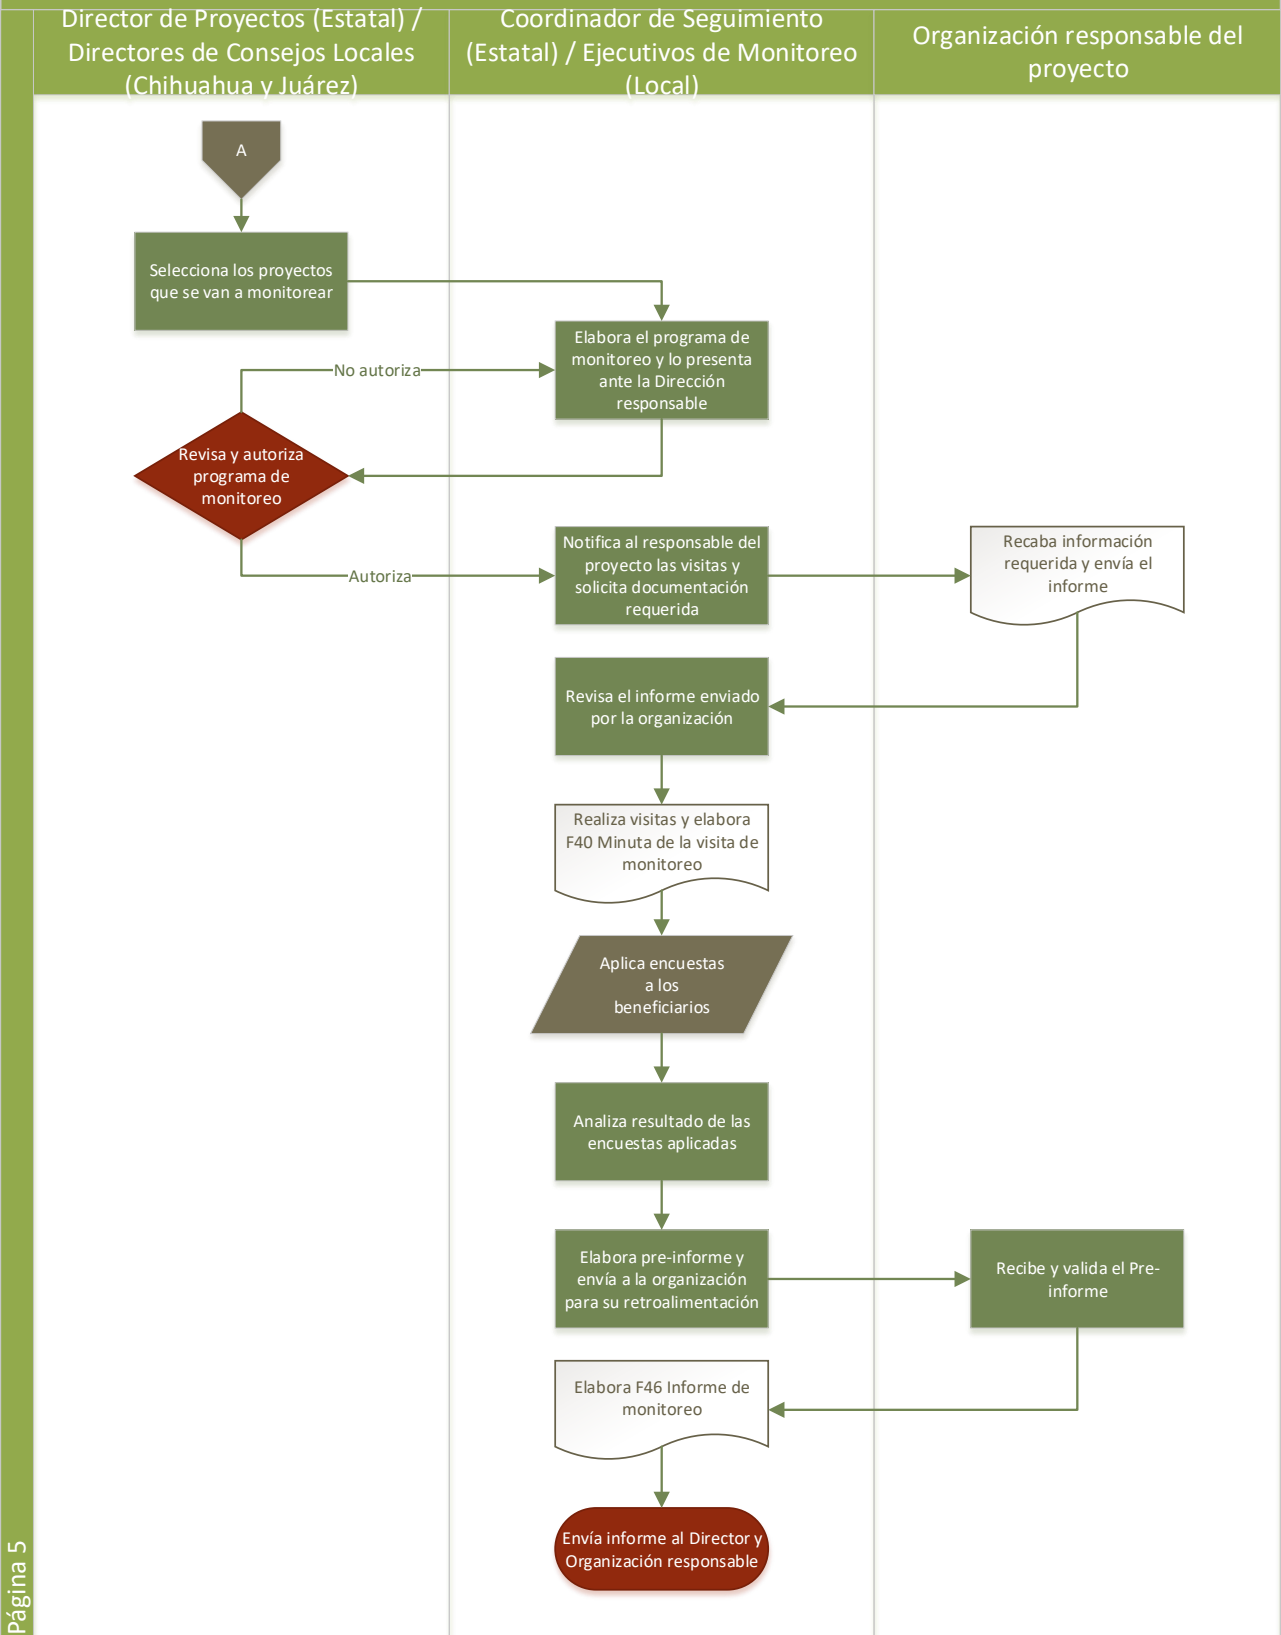 Director de Proyectos (Estatal) /
Directores de Consejos Locales
(Chihuahua y Juárez)
Coordinador de Seguimiento
(Estatal) / Ejecutivos de Monitoreo
(Local)
Organización responsable del
proyecto
A
Selecciona los proyectos
que se van a monitorear
Elabora el programa de
monitoreo y lo presenta
ante la Dirección
responsable
No autoriza
Revisa y autoriza
programa de
monitoreo
Autoriza
Notifica al responsable del
proyecto las visitas y
solicita documentación
requerida
Recaba información
requerida y envía el
informe
Revisa el informe enviado
por la organización
Realiza visitas y elabora
F40 Minuta de la visita de
monitoreo
Aplica encuestas
a los
beneficiarios
Analiza resultado de las
encuestas aplicadas
Elabora pre-informe y
envía a la organización
para su retroalimentación
Recibe y valida el Pre-
informe
Elabora F46 Informe de
monitoreo
Envía informe al Director y
Organización responsable
Página 5